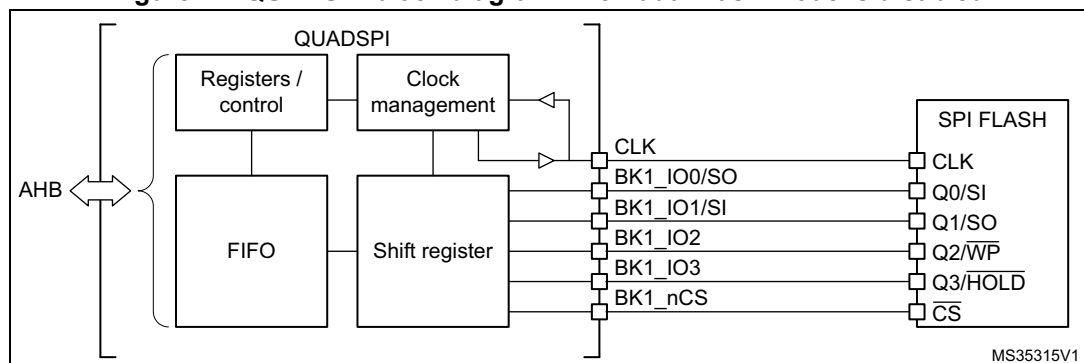 QUADSPI
Registers /
control
Clock
management
AHB
FIFO
Shift register
CLK
BK1_IO0/SO
BK1_IO1/SI
BK1_IO2
BK1_IO3
BK1_nCS
SPI FLASH
CLK
Q0/SI
Q1/SO
Q2/WP
Q3/HOLD
CS
MS35315V1